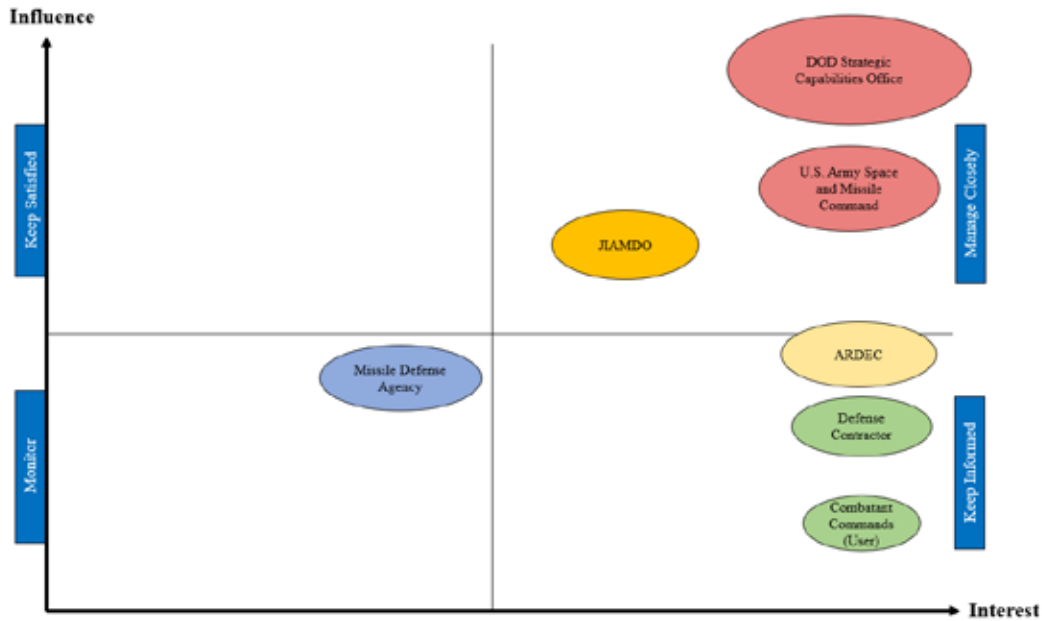 Influence
DOD Strategic
Capabilities Office
U.S. Army Space
and Missile
Command
JIAMDO
Keep Satisfied
Manage Closely
ARDEC
Missile Defense
Agency
Defense
Contractor
Combatant
Commands
(User)
Monitor
Keep Informed
Interest